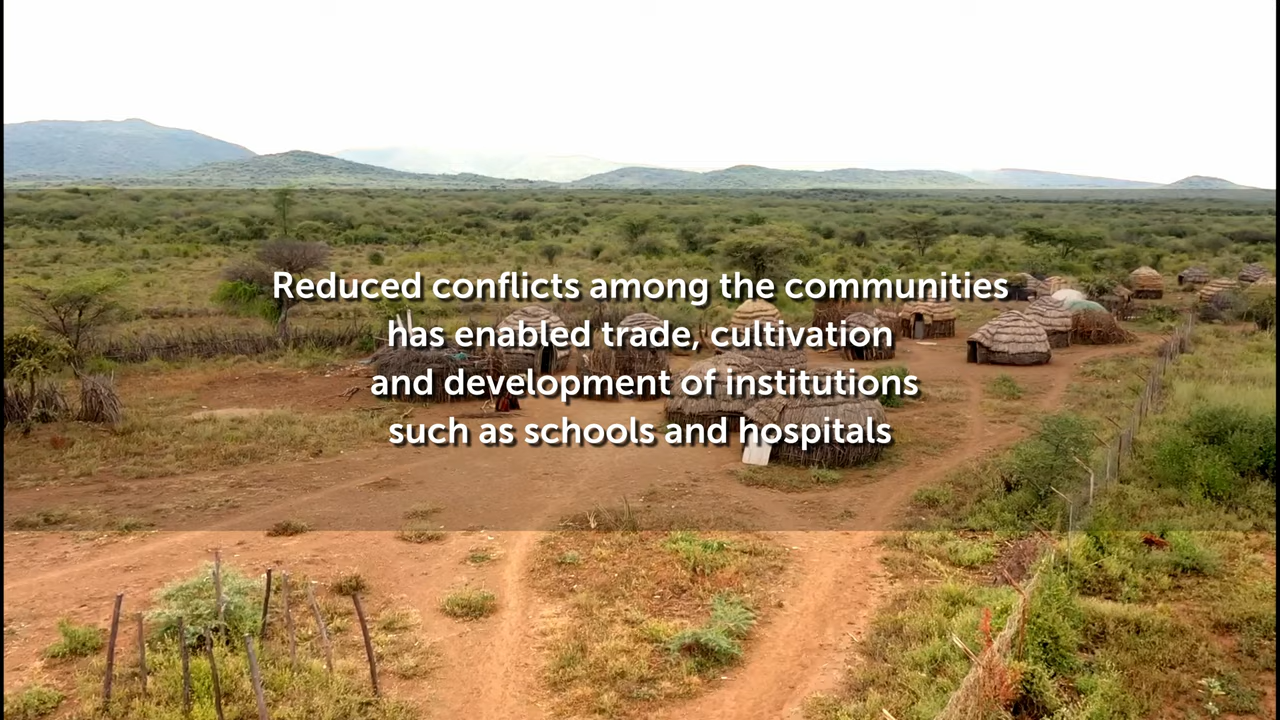 Reduced conflicts among the communities
has enabled trade, cultivation
and development of institutions
such as schools and hospitals